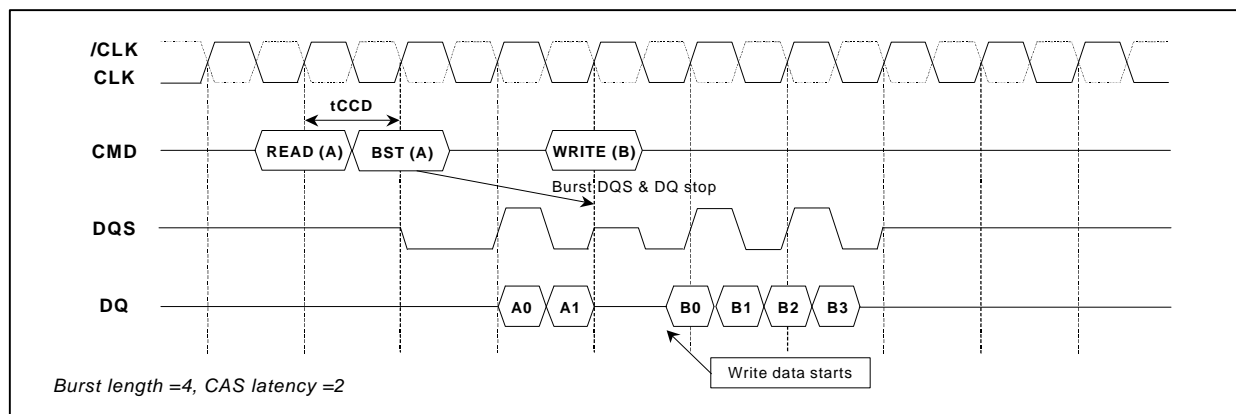 /CLK
CLK
tCCD
CMD
READ (A) BST (A) WRITE (B)
Burst DQS & DQ stop
DQS
DQ
A0 A1 B0 B1 B2 B3
Write data starts
Burst length =4, CAS latency =2